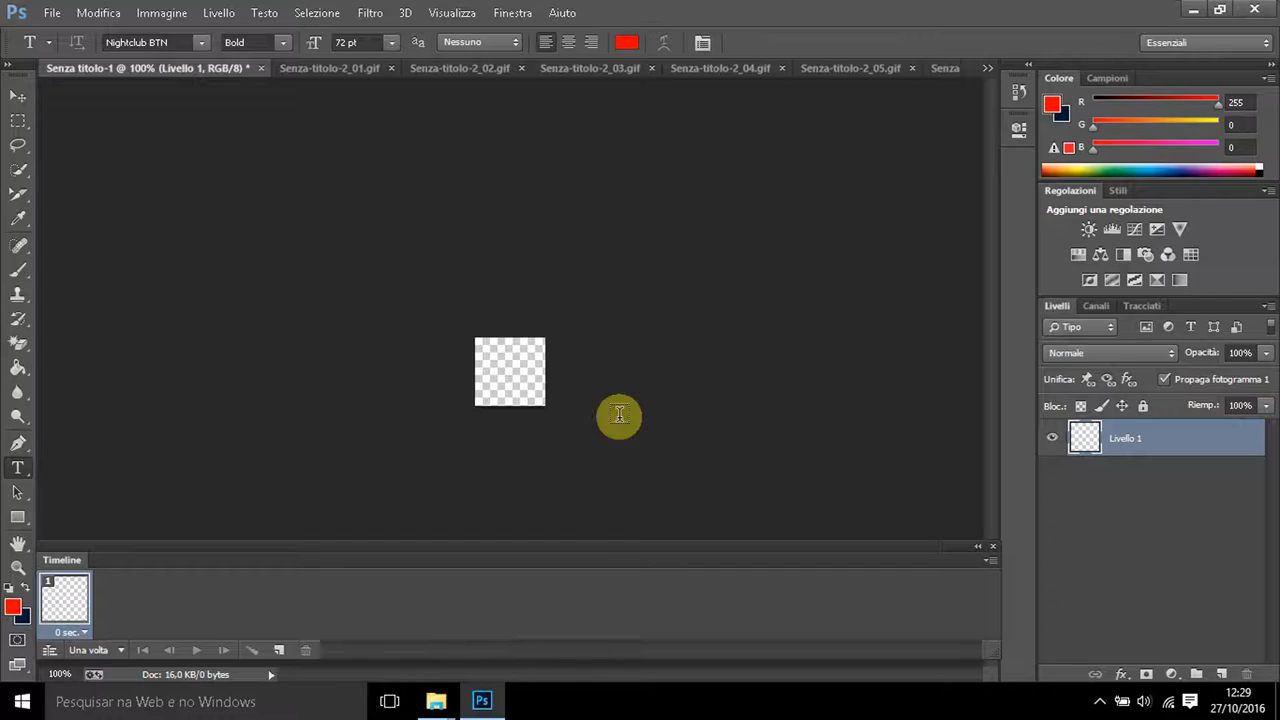 Ps File Modifica Immagine Livello Testo Selezione Filtro 3D Visualizza Finestra Aiuto
T Nightclub BTN Bold 72 pt Nessuno Essenziali
Senza titolo-1 @ 100% (Livello 1, RGB/8) * Senza-titolo-2_01.gif Senza-titolo-2_02.gif Senza-titolo-2_03.gif Senza-titolo-2_04.gif Senza-titolo-2_05.gif Senza
Colore Campioni
R 255
G 0
B 0
Regolazioni Stili
Aggiungi una regolazione
Livelli Canali Tracciati
Tipo
Normale Opacità: 100%
Unifica: Propaga fotogramma 1
Bloc.: Riemp.: 100%
Livello 1
Timeline
1
0 sec.
Una volta
100% Doc: 16,0 KB/0 bytes
Pesquisar na Web e no Windows
Ps
12:29
27/10/2016